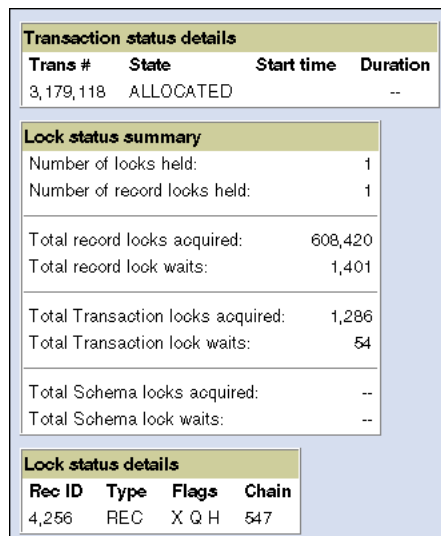 Transaction status details
Trans # State Start time Duration
3,179,118 ALLOCATED --
Lock status summary
Number of locks held: 1
Number of record locks held: 1
Total record locks acquired: 608,420
Total record lock waits: 1,401
Total Transaction locks acquired: 1,286
Total Transaction lock waits: 54
Total Schema locks acquired: --
Total Schema lock waits: --
Lock status details
Rec ID Type Flags Chain
4,256 REC X Q H 547